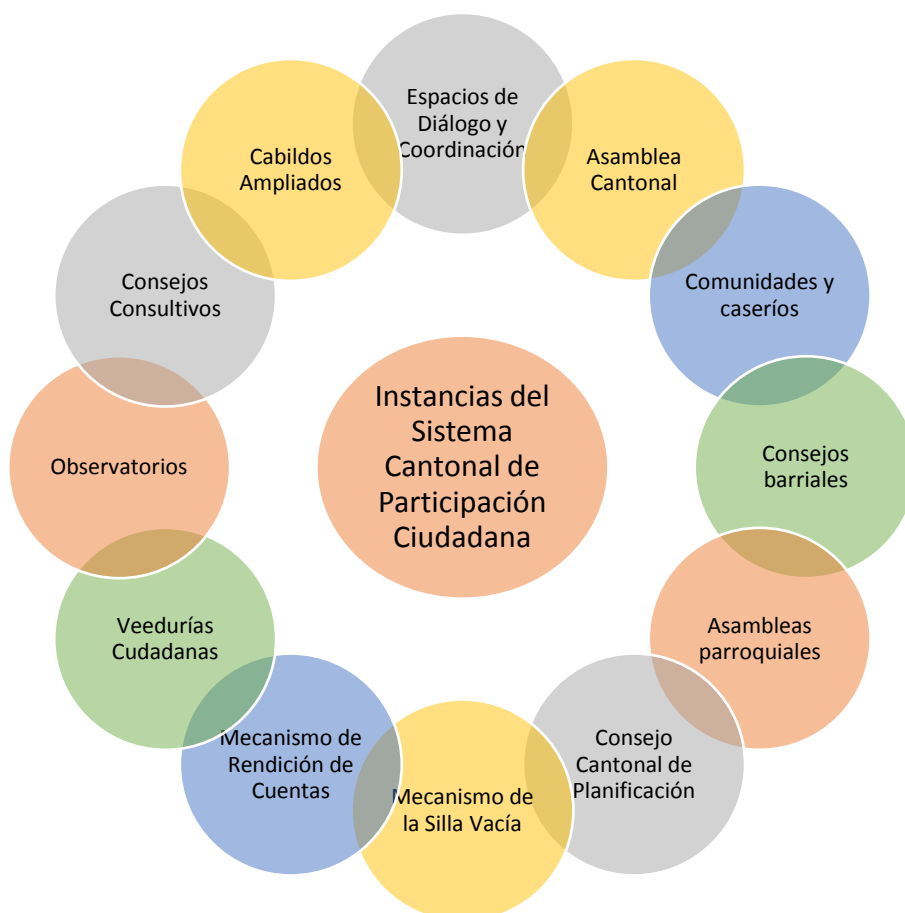 Espacios de
Diálogo y
Coordinación
Asamblea
Cantonal
Comunidades y
caseríos
Consejos
barriales
Asambleas
parroquiales
Consejo
Cantonal de
Planificación
Mecanismo de
la Silla Vacía
Mecanismo de
Rendición de
Cuentas
Veedurías
Cudadanas
Observatorios
Consejos
Consultivos
Cabildos
Ampliados
Instancias del
Sistema
Cantonal de
Participación
Ciudadana